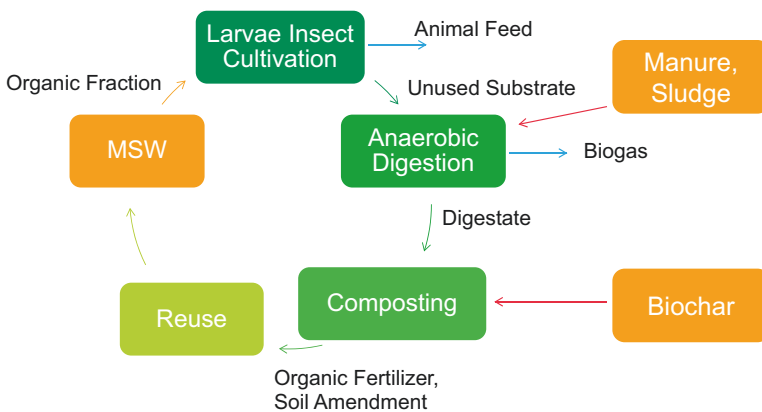 Larvae Insect
Cultivation
Animal Feed
Organic Fraction
Unused Substrate
Manure,
Sludge
MSW
Anaerobic
Digestion
Biogas
Digestate
Reuse
Composting
Biochar
Organic Fertilizer,
Soil Amendment